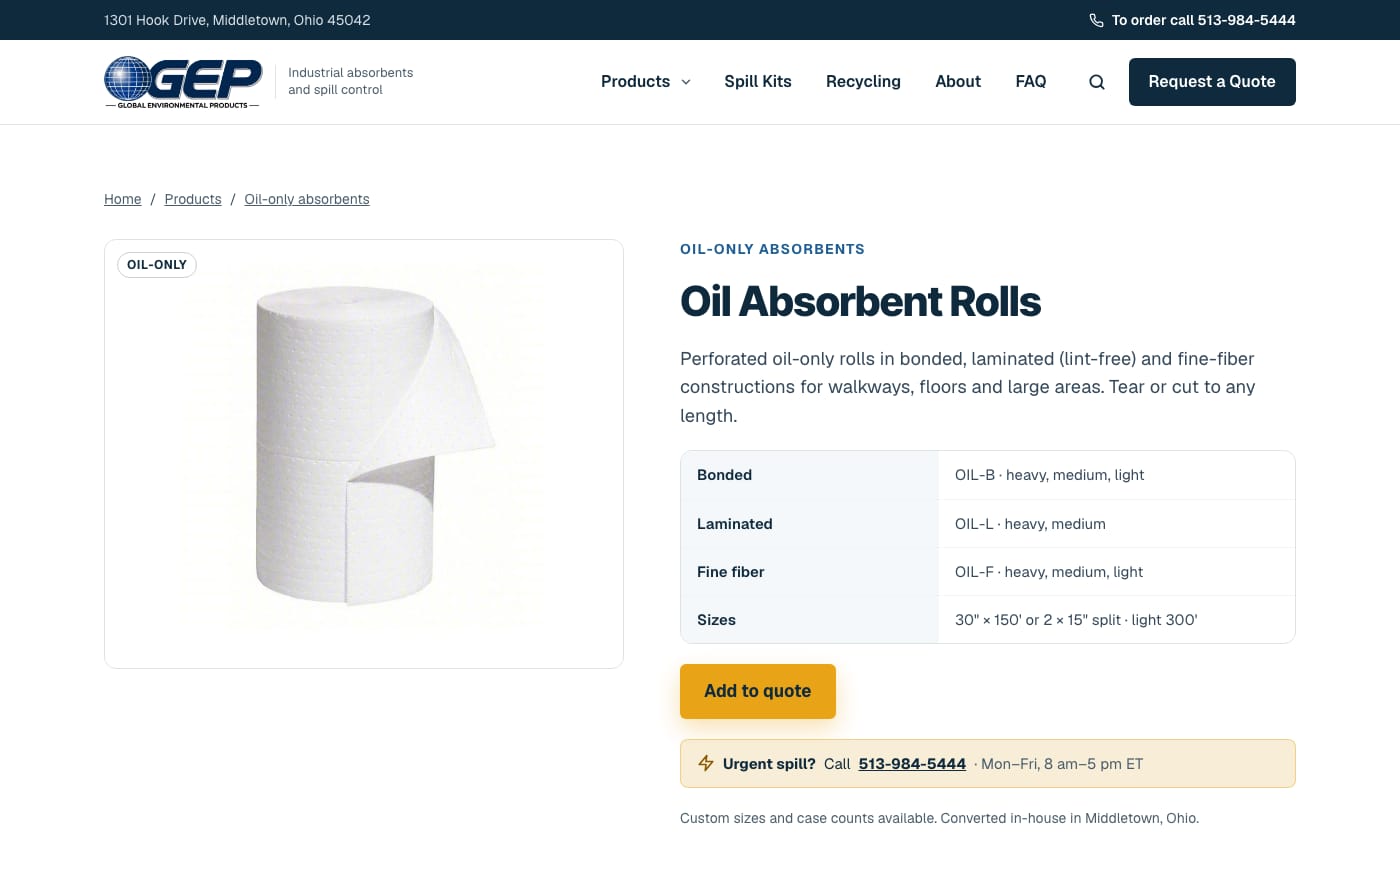 1301 Hook Drive, Middletown, Ohio 45042
To order call 513-984-5444
GEP
GLOBAL ENVIRONMENTAL PRODUCTS
Industrial absorbents
and spill control
Products
Spill Kits
Recycling
About
FAQ
Request a Quote
Home / Products / Oil-only absorbents
OIL-ONLY
OIL-ONLY ABSORBENTS
Oil Absorbent Rolls
Perforated oil-only rolls in bonded, laminated (lint-free) and fine-fiber
constructions for walkways, floors and large areas. Tear or cut to any
length.
Bonded OIL-B · heavy, medium, light
Laminated OIL-L · heavy, medium
Fine fiber OIL-F · heavy, medium, light
Sizes 30" × 150' or 2 × 15" split · light 300'
Add to quote
Urgent spill? Call 513-984-5444 · Mon–Fri, 8 am–5 pm ET
Custom sizes and case counts available. Converted in-house in Middletown, Ohio.